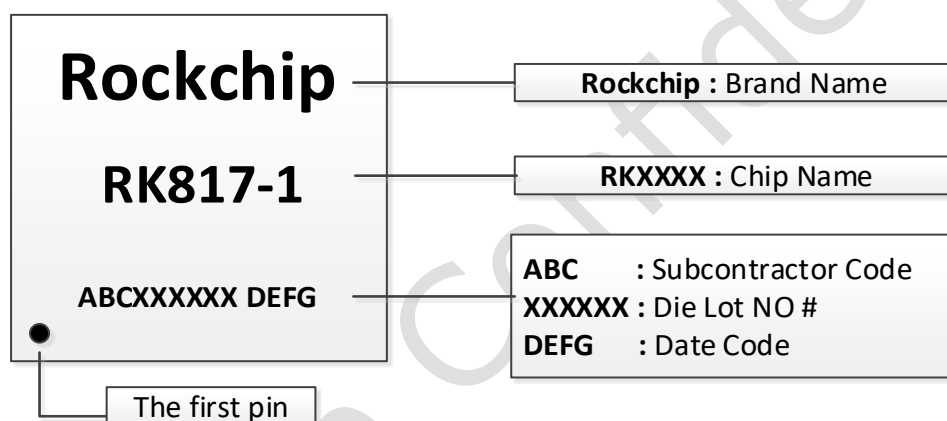 Rockchip
Rockchip : Brand Name
RK817-1
RKXXXX : Chip Name
ABCXXXXXX DEFG
ABC : Subcontractor Code
XXXXXX : Die Lot NO #
DEFG : Date Code
The first pin